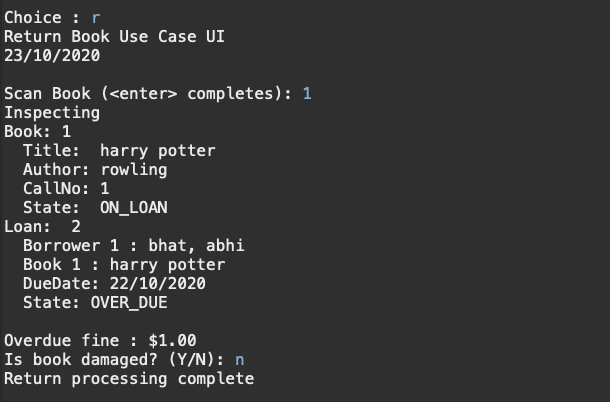 Choice : r
Return Book Use Case UI
23/10/2020
Scan Book (<enter> completes): 1
Inspecting
Book: 1
  Title:  harry potter
  Author: rowling
  CallNo: 1
  State:  ON_LOAN
Loan:  2
  Borrower 1 : bhat, abhi
  Book 1 : harry potter
  DueDate: 22/10/2020
  State: OVER_DUE
Overdue fine : $1.00
Is book damaged? (Y/N): n
Return processing complete